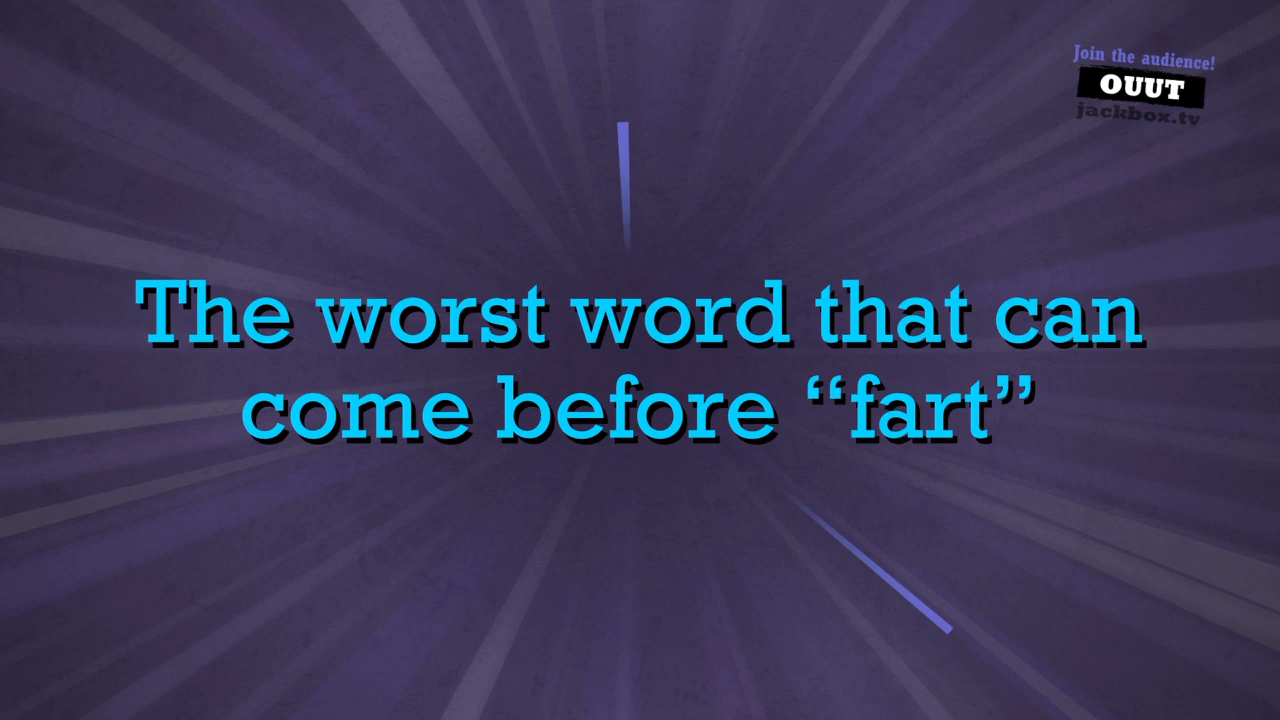 Join the audience!
OUUT
jackbox.tv
The worst word that can
come before “fart”